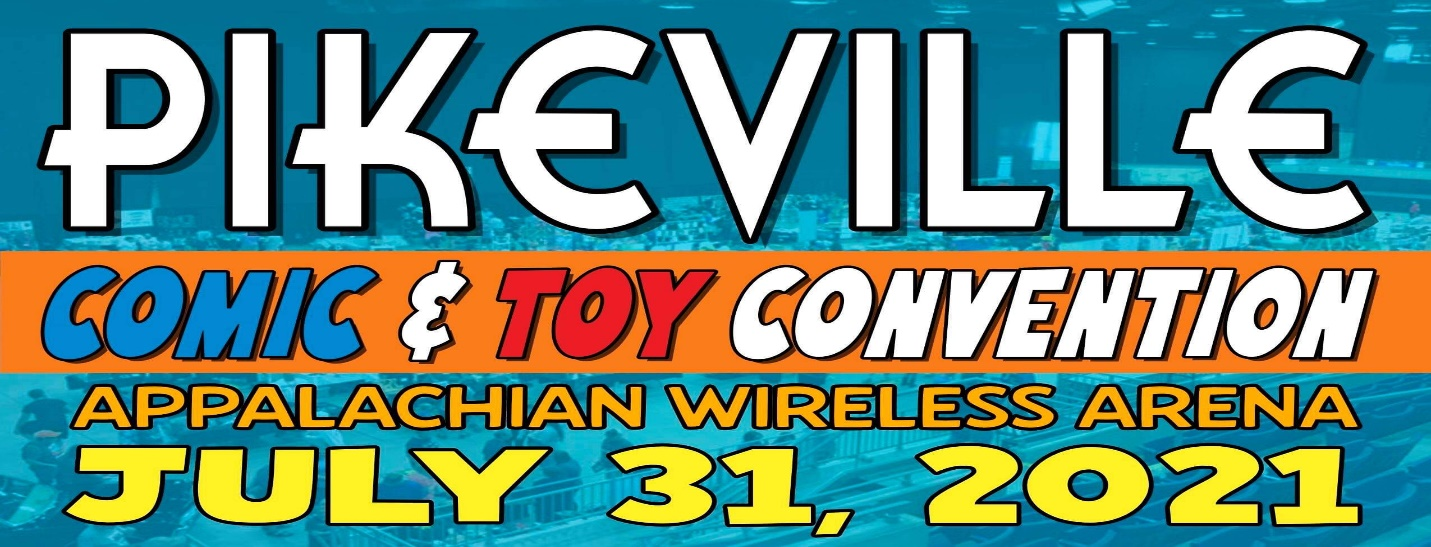 PIKEVILLE
COMIC & TOY CONVENTION
APPALACHIAN WIRELESS ARENA
JULY 31, 2021